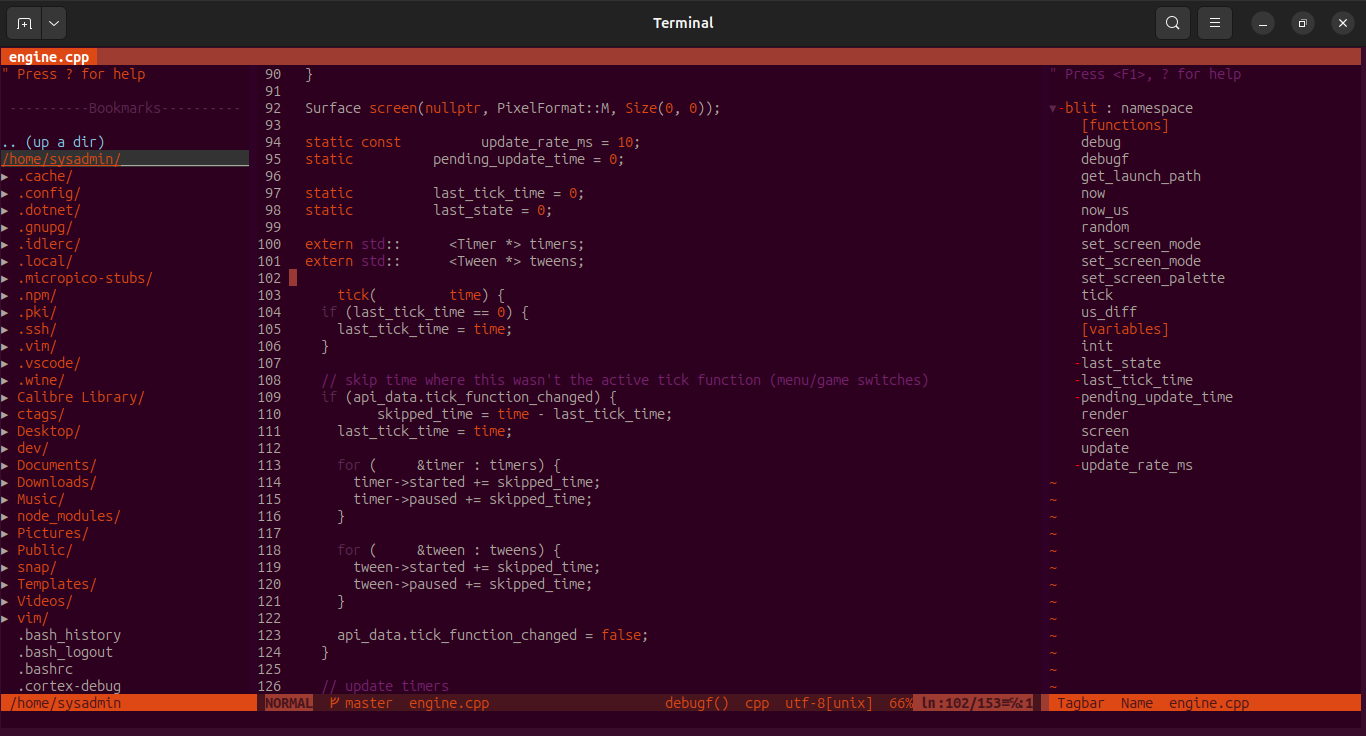 Terminal
engine.cpp
" Press ? for help
----------Bookmarks----------
.. (up a dir)
/home/sysadmin/
▸ .cache/
▸ .config/
▸ .dotnet/
▸ .gnupg/
▸ .idlerc/
▸ .local/
▸ .micropico-stubs/
▸ .npm/
▸ .pki/
▸ .ssh/
▸ .vim/
▸ .vscode/
▸ .wine/
▸ Calibre Library/
▸ ctags/
▸ Desktop/
▸ dev/
▸ Documents/
▸ Downloads/
▸ Music/
▸ node_modules/
▸ Pictures/
▸ Public/
▸ snap/
▸ Templates/
▸ Videos/
▸ vim/
.bash_history
.bash_logout
.bashrc
.cortex-debug
/home/sysadmin
90 }
91
92 Surface screen(nullptr, PixelFormat::M, Size(0, 0));
93
94 static const update_rate_ms = 10;
95 static pending_update_time = 0;
96
97 static last_tick_time = 0;
98 static last_state = 0;
99
100 extern std:: <Timer *> timers;
101 extern std:: <Tween *> tweens;
102
103 tick( time) {
104 if (last_tick_time == 0) {
105 last_tick_time = time;
106 }
107
108 // skip time where this wasn't the active tick function (menu/game switches)
109 if (api_data.tick_function_changed) {
110 skipped_time = time - last_tick_time;
111 last_tick_time = time;
112
113 for ( &timer : timers) {
114 timer->started += skipped_time;
115 timer->paused += skipped_time;
116 }
117
118 for ( &tween : tweens) {
119 tween->started += skipped_time;
120 tween->paused += skipped_time;
121 }
122
123 api_data.tick_function_changed = false;
124 }
125
126 // update timers
NORMAL master engine.cpp debugf() cpp utf-8[unix] 66% ln:102/153≡℅:1
" Press <F1>, ? for help
▾-blit : namespace
[functions]
debug
debugf
get_launch_path
now
now_us
random
set_screen_mode
set_screen_mode
set_screen_palette
tick
us_diff
[variables]
init
-last_state
-last_tick_time
-pending_update_time
render
screen
update
-update_rate_ms
~
~
~
~
~
~
~
~
~
~
~
~
~
Tagbar Name engine.cpp